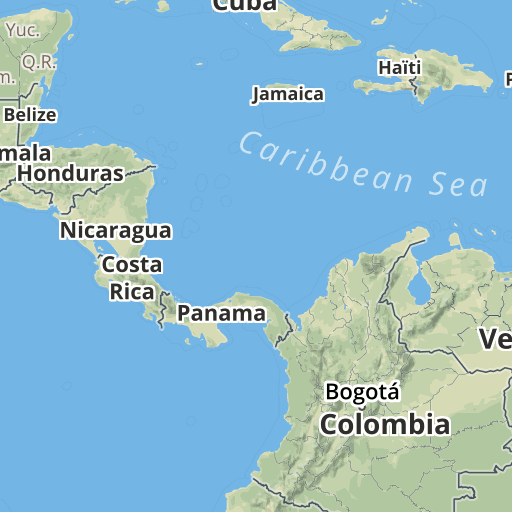 Cuba
Yuc.
Q.R.
m.
Haïti
P
Jamaica
Belize
mala
Honduras
Caribbean Sea
Nicaragua
Costa
Rica
Panama
Ve
Bogotá
Colombia